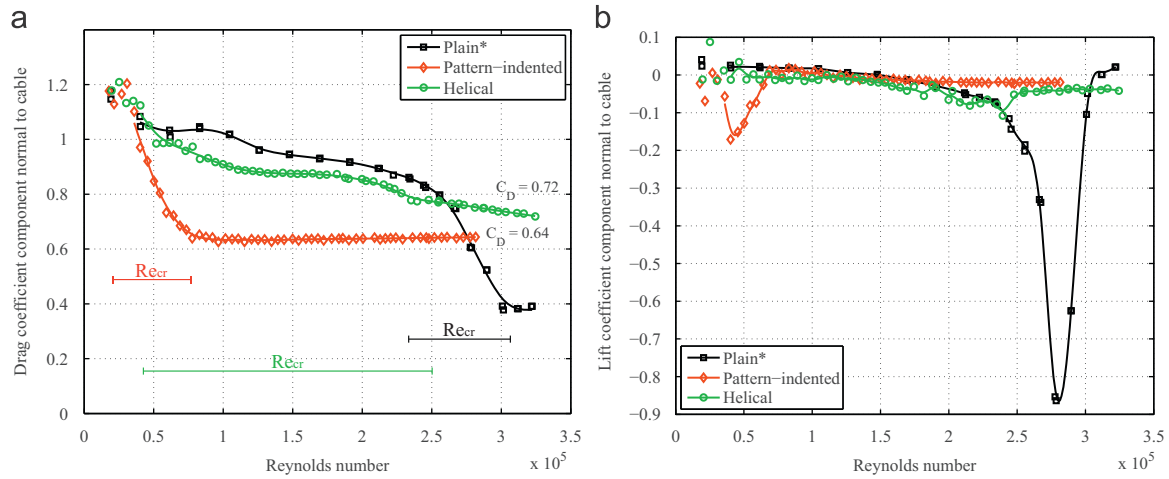 a
Drag coefficient component normal to cable
1.2
1
0.8
0.6
0.4
0.2
0
Plain*
Pattern-indented
Helical
C_D = 0.72
C_D = 0.64
Re_cr
Re_cr
Re_cr
0 0.5 1 1.5 2 2.5 3 3.5
Reynolds number
x 10^5
b
Lift coefficient component normal to cable
0.1
0
−0.1
−0.2
−0.3
−0.4
−0.5
−0.6
−0.7
−0.8
−0.9
Plain*
Pattern−indented
Helical
0 0.5 1 1.5 2 2.5 3 3.5
Reynolds number
x 10^5